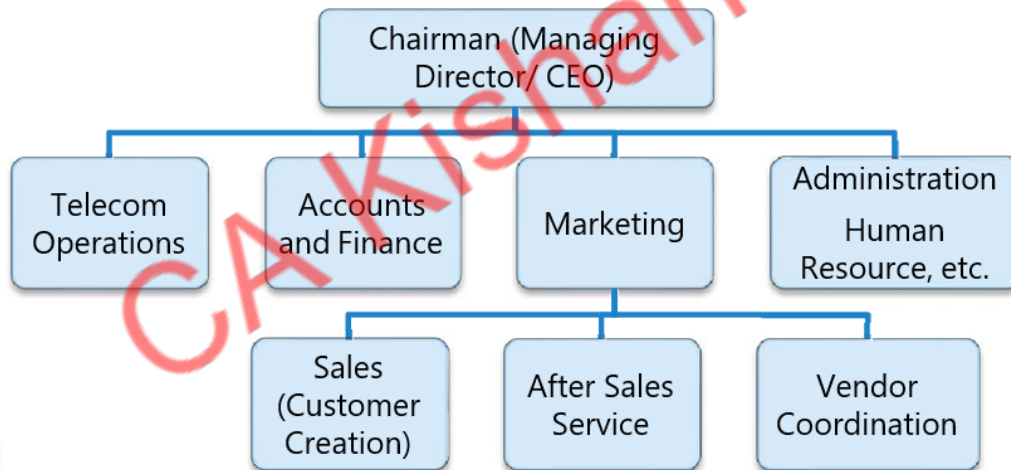 Chairman (Managing
Director/ CEO)
Telecom
Operations
Accounts
and Finance
Marketing
Administration
Human
Resource, etc.
Sales
(Customer
Creation)
After Sales
Service
Vendor
Coordination
CA Kishan